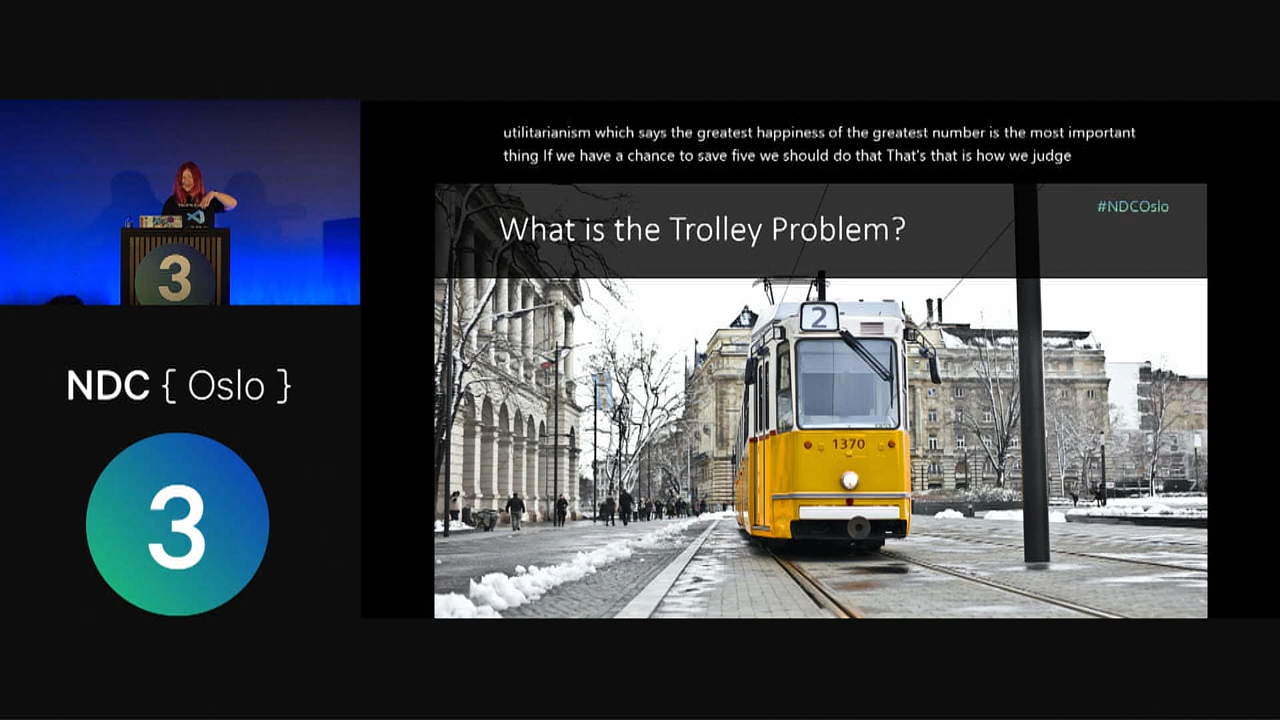 utilitarianism which says the greatest happiness of the greatest number is the most important
thing If we have a chance to save five we should do that That's that is how we judge
#NDCOslo
What is the Trolley Problem?
2
1370
3
NDC { Oslo }
3